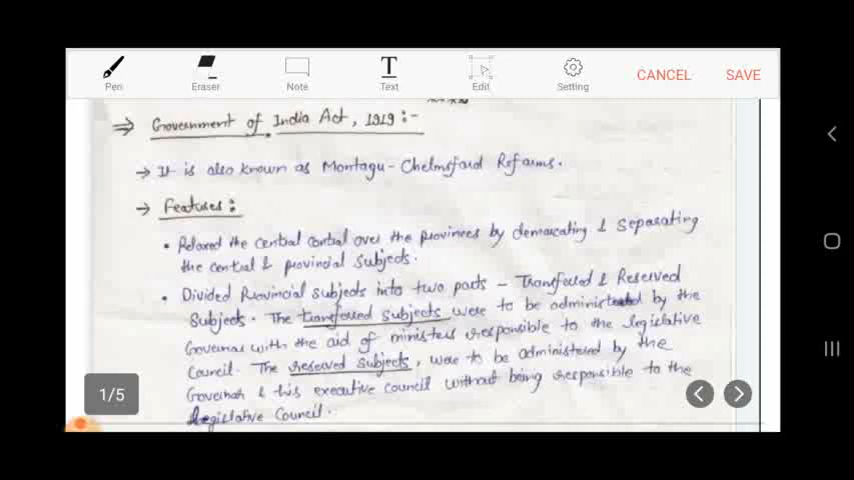 Pen
Eraser
Note
Text
Edit
Setting
CANCEL
SAVE
⇒ Government of India Act, 1919 :-
→ It is also known as Montagu-Chelmsford Reforms.
→ Features :
• Relaxed the central control over the provinces by demarcating & separating
the central & provincial subjects.
• Divided Provincial subjects into two parts - Transferred & Reserved
subjects. The transferred subjects were to be administered by the
Governor with the aid of ministers responsible to the legislative
Council. The reserved subjects, were to be administered by the
Governor & his executive council without being responsible to the
legislative Council.
1/5